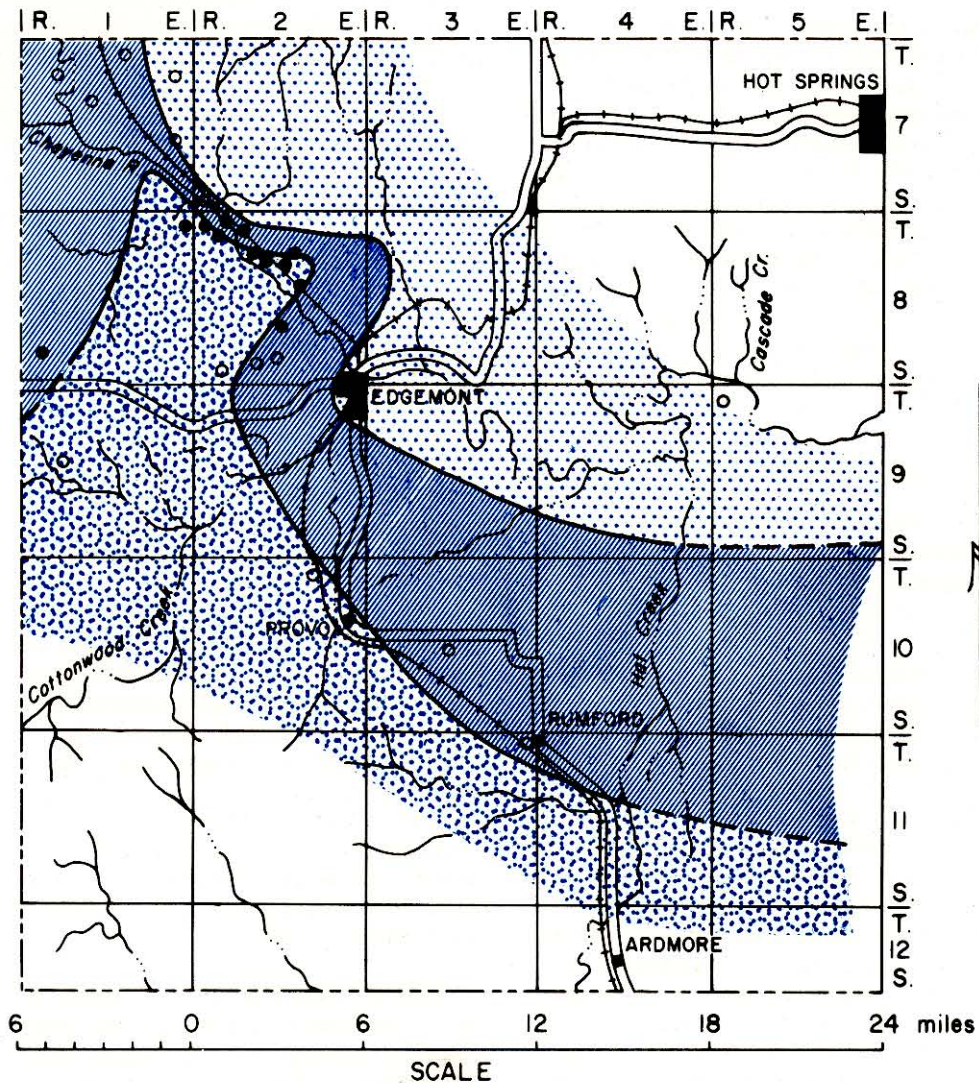 R. 1 E. R. 2 E. R. 3 E. R. 4 E. R. 5 E.
T.
7
S.
HOT SPRINGS
Cheyenne R.
T.
8
S.
Cascade Cr.
EDGEMONT
T.
9
S.
Hat Creek
T.
10
S.
PROVO
Cottonwood Creek
RUMFORD
T.
11
S.
ARDMORE
T.
12
S.
6 0 6 12 18 24 miles
SCALE